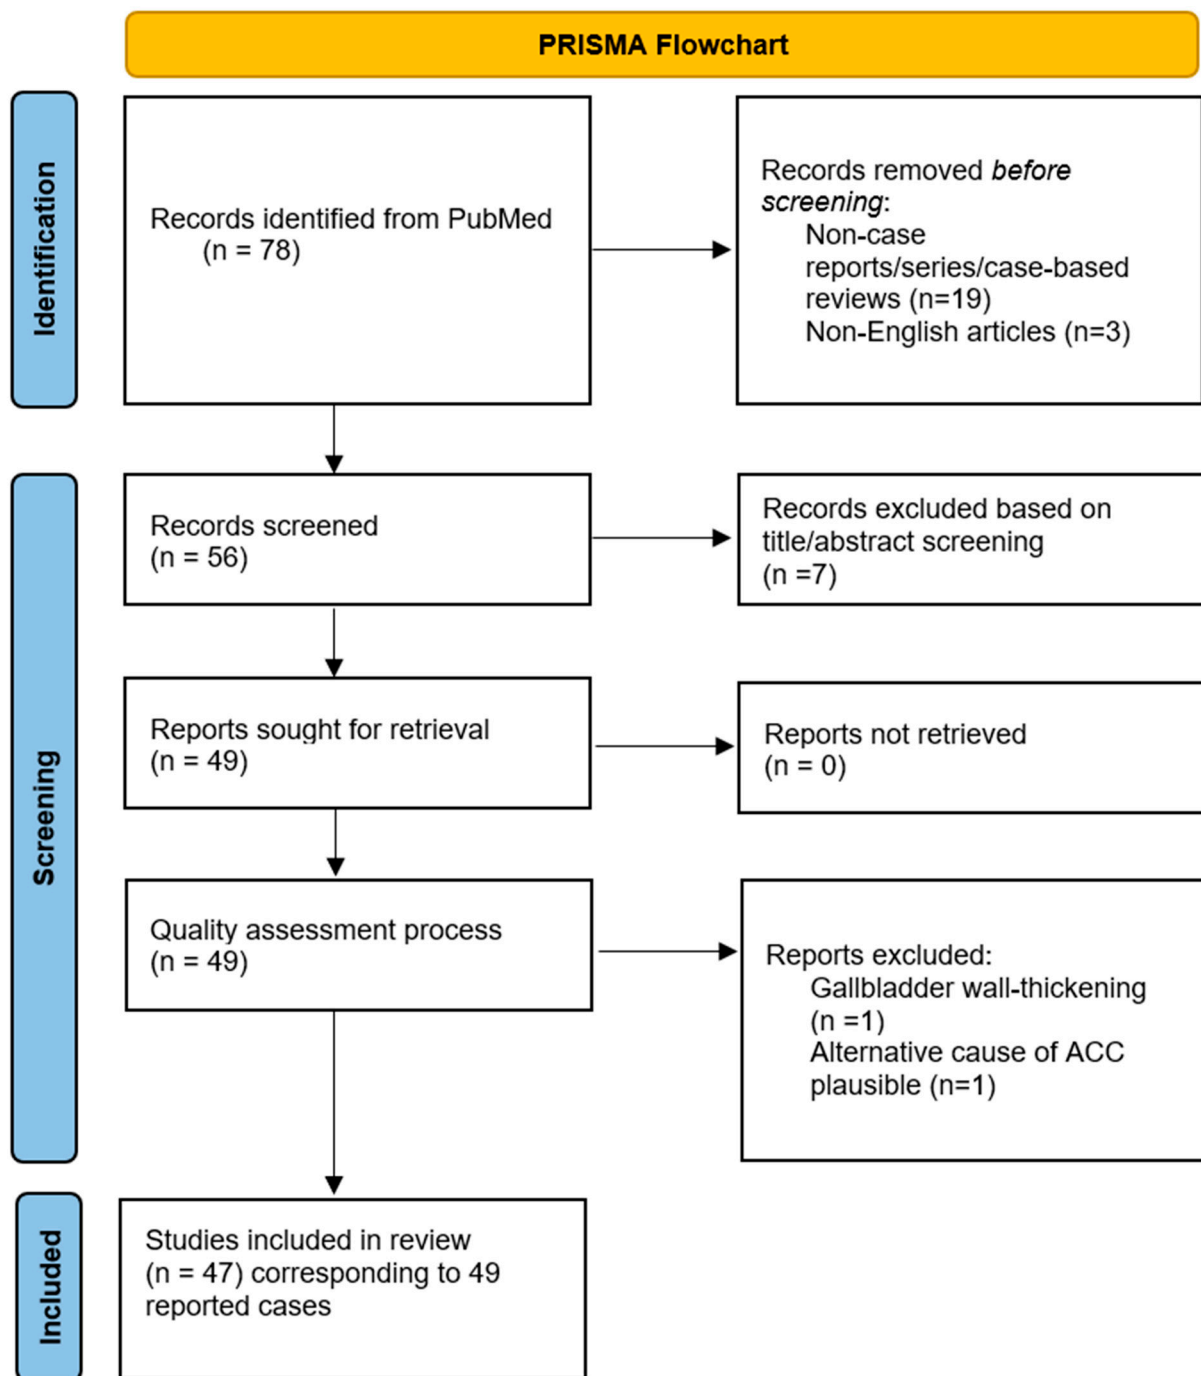 PRISMA Flowchart
Identification
Records identified from PubMed
(n = 78)
Records removed before
screening:
Non-case
reports/series/case-based
reviews (n=19)
Non-English articles (n=3)
Screening
Records screened
(n = 56)
Records excluded based on
title/abstract screening
(n =7)
Reports sought for retrieval
(n = 49)
Reports not retrieved
(n = 0)
Quality assessment process
(n = 49)
Reports excluded:
Gallbladder wall-thickening
(n =1)
Alternative cause of ACC
plausible (n=1)
Included
Studies included in review
(n = 47) corresponding to 49
reported cases